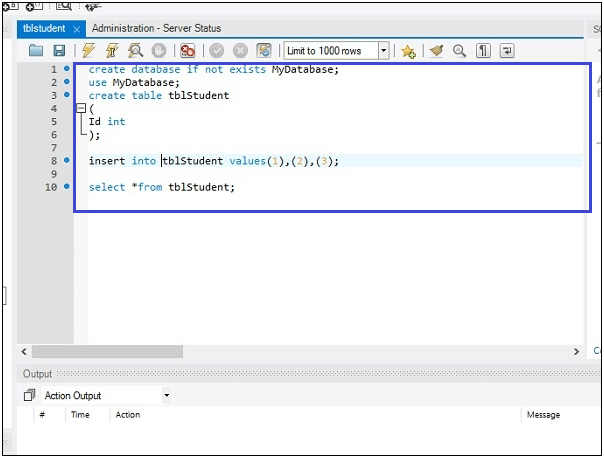 tblstudent × Administration - Server Status
Limit to 1000 rows
1 create database if not exists MyDatabase;
2 use MyDatabase;
3 create table tblStudent
4 (
5 Id int
6 );
7
8 insert into tblStudent values(1),(2),(3);
9
10 select *from tblStudent;
Output
Action Output
# Time Action Message